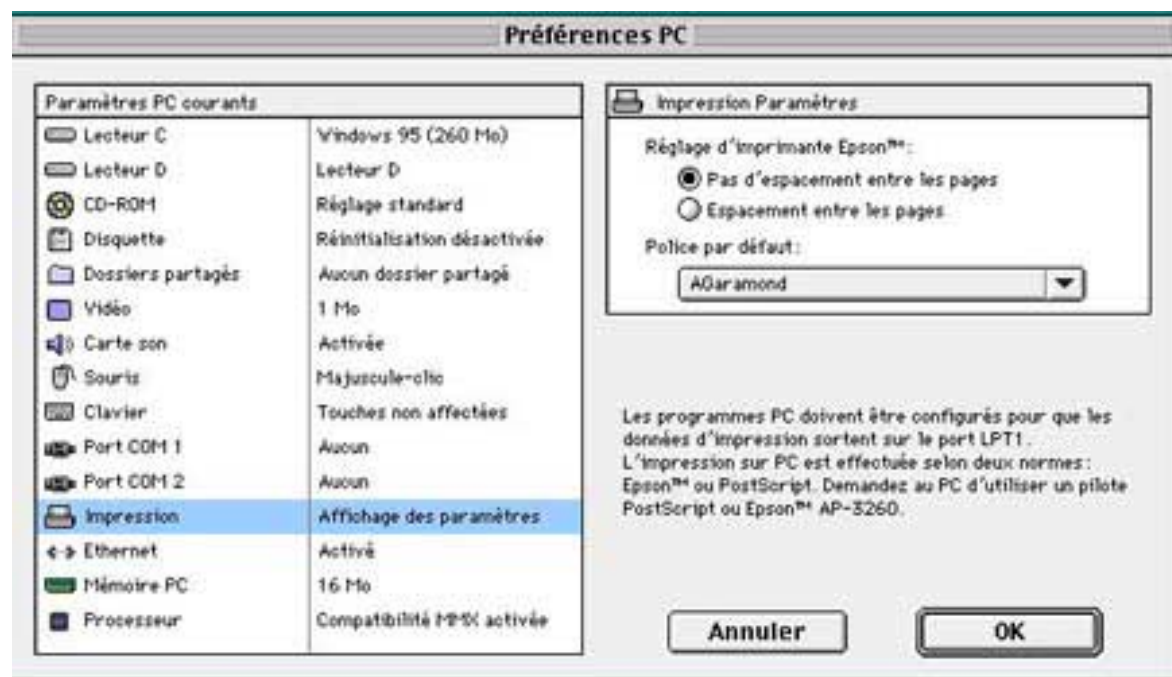 Préférences PC
Paramètres PC courants
Lecteur C Windows 95 (260 Mo)
Lecteur D Lecteur D
CD-ROM Réglage standard
Disquette Réinitialisation désactivée
Dossiers partagés Aucun dossier partagé
Vidéo 1 Mo
Carte son Activée
Souris Majuscule-clic
Clavier Touches non affectées
Port COM 1 Aucun
Port COM 2 Aucun
Impression Affichage des paramètres
Ethernet Activé
Mémoire PC 16 Mo
Processeur Compatibilité MMX activée
Impression Paramètres
Réglage d'imprimante Epson™:
Pas d'espacement entre les pages
Espacement entre les pages
Police par défaut:
AGaramond
Les programmes PC doivent être configurés pour que les
données d'impression sortent sur le port LPT1.
L'impression sur PC est effectuée selon deux normes:
Epson™ ou PostScript. Demandez au PC d'utiliser un pilote
PostScript ou Epson™ AP-3260.
Annuler
OK